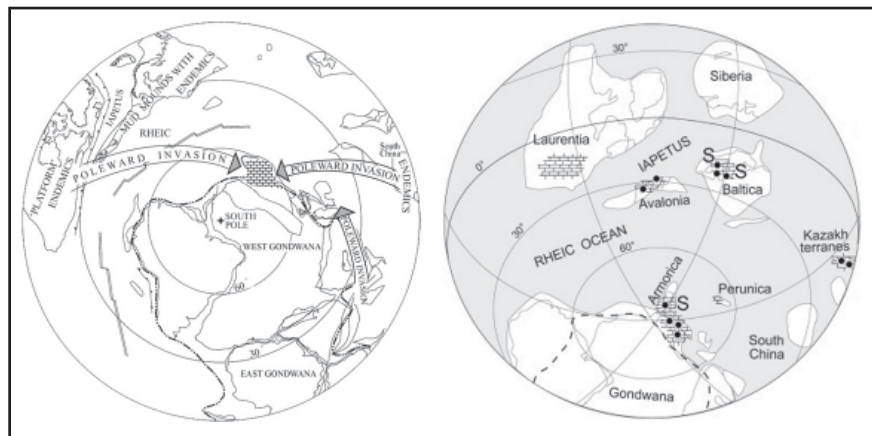 PLATFORM
ENDEMICS
IAPETUS
MUD MOUNDS WITH
ENDEMICS
RHEIC
POLEWARD INVASION
POLEWARD INVASION
South
China
ENDEMICS
SOUTH
POLE
WEST GONDWANA
POLEWARD INVASION
60
30
EAST GONDWANA
30°
Siberia
Laurentia
IAPETUS
0°
S
S
Avalonia
Baltica
30°
Kazakh
terranes
RHEIC OCEAN
60°
Armorica
S
Perunica
South
China
Gondwana